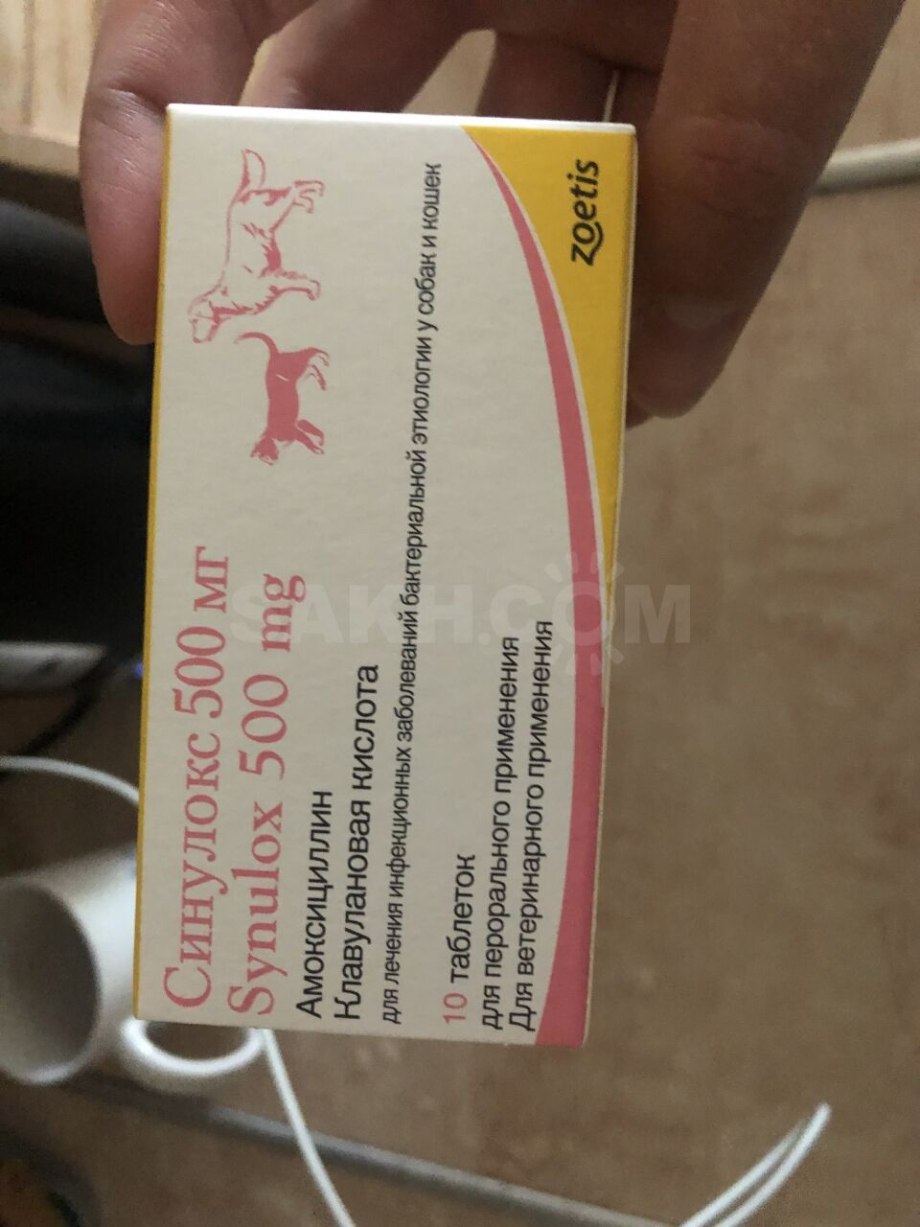 Синулокс 500 мг
Synulox 500 mg
Амоксициллин
Клавулановая кислота
для лечения инфекционных заболеваний бактериальной этиологии у собак и кошек
10 таблеток
для перорального применения
Для ветеринарного применения
zoetis
SAKH.COM